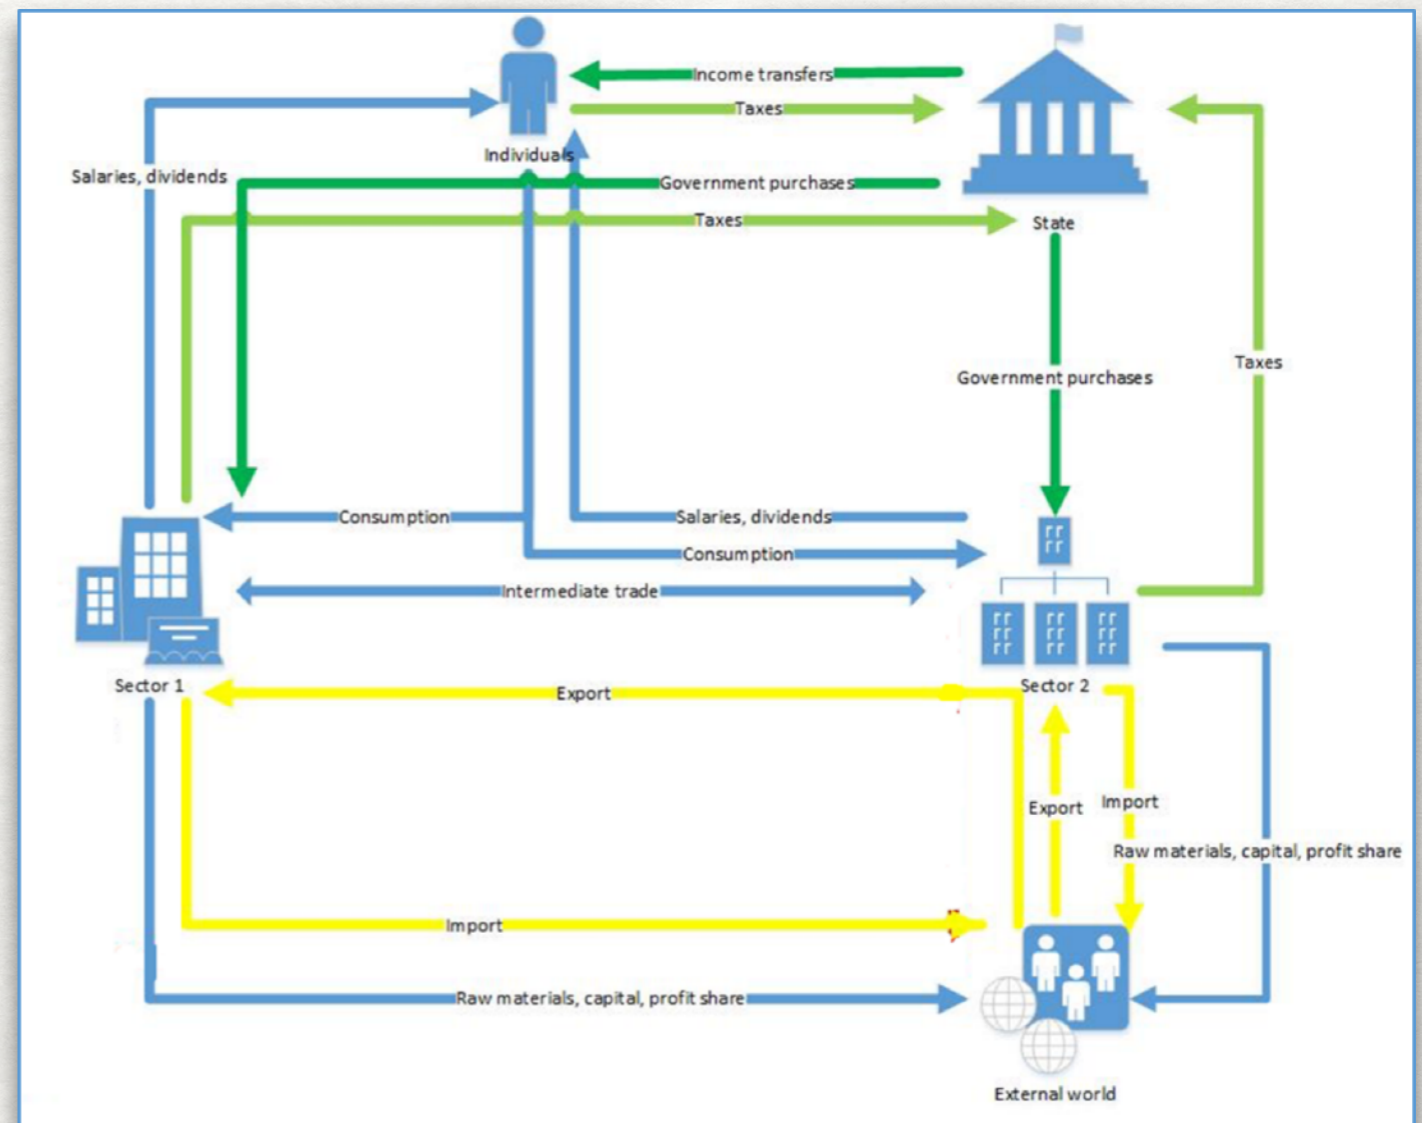 Income transfers
Taxes
Individuals
Salaries, dividends
Government purchases
Taxes
State
Taxes
Government purchases
Consumption
Salaries, dividends
Consumption
Intermediate trade
Sector 1
Sector 2
Export
Export
Import
Raw materials, capital, profit share
Import
Raw materials, capital, profit share
External world